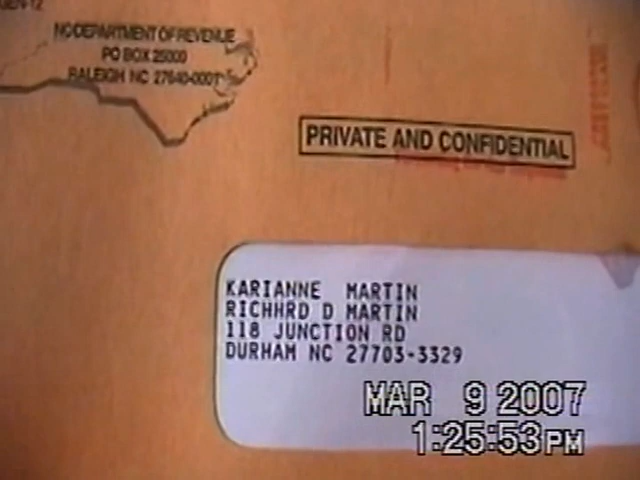 NC DEPARTMENT OF REVENUE
PO BOX 25000
RALEIGH NC 27640-0001
PRIVATE AND CONFIDENTIAL
KARIANNE MARTIN
RICHHRD D MARTIN
118 JUNCTION RD
DURHAM NC 27703-3329
MAR 9 2007
1:25:53PM